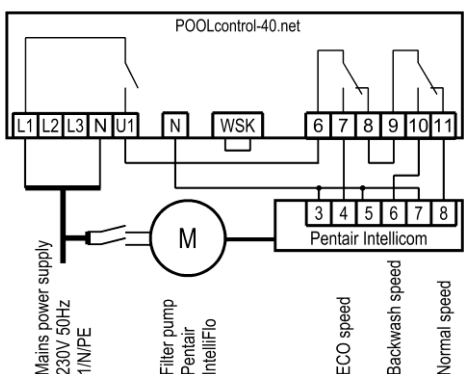 POOLcontrol-40.net
L1 L2 L3 N U1 N WSK 6 7 8 9 10 11
3 4 5 6 7 8
Pentair Intellicom
M
Mains power supply
230V 50Hz
1/N/PE
Filter pump
Pentair
IntelliFlo
ECO speed
Backwash speed
Normal speed